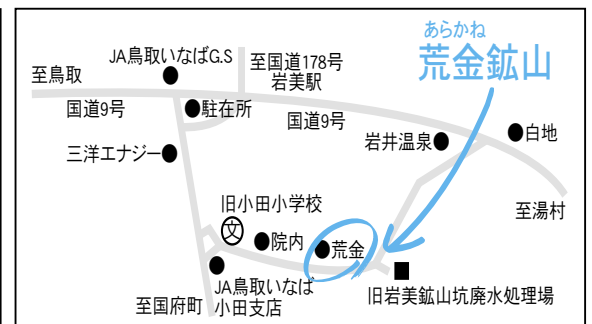 あらかね
荒金鉱山
JA鳥取いなばG.S
至国道178号
岩美駅
至鳥取
国道9号
駐在所
国道9号
白地
岩井温泉
三洋エナジー
至湯村
旧小田小学校
文
院内
荒金
JA鳥取いなば
小田支店
至国府町
旧岩美鉱山坑廃水処理場